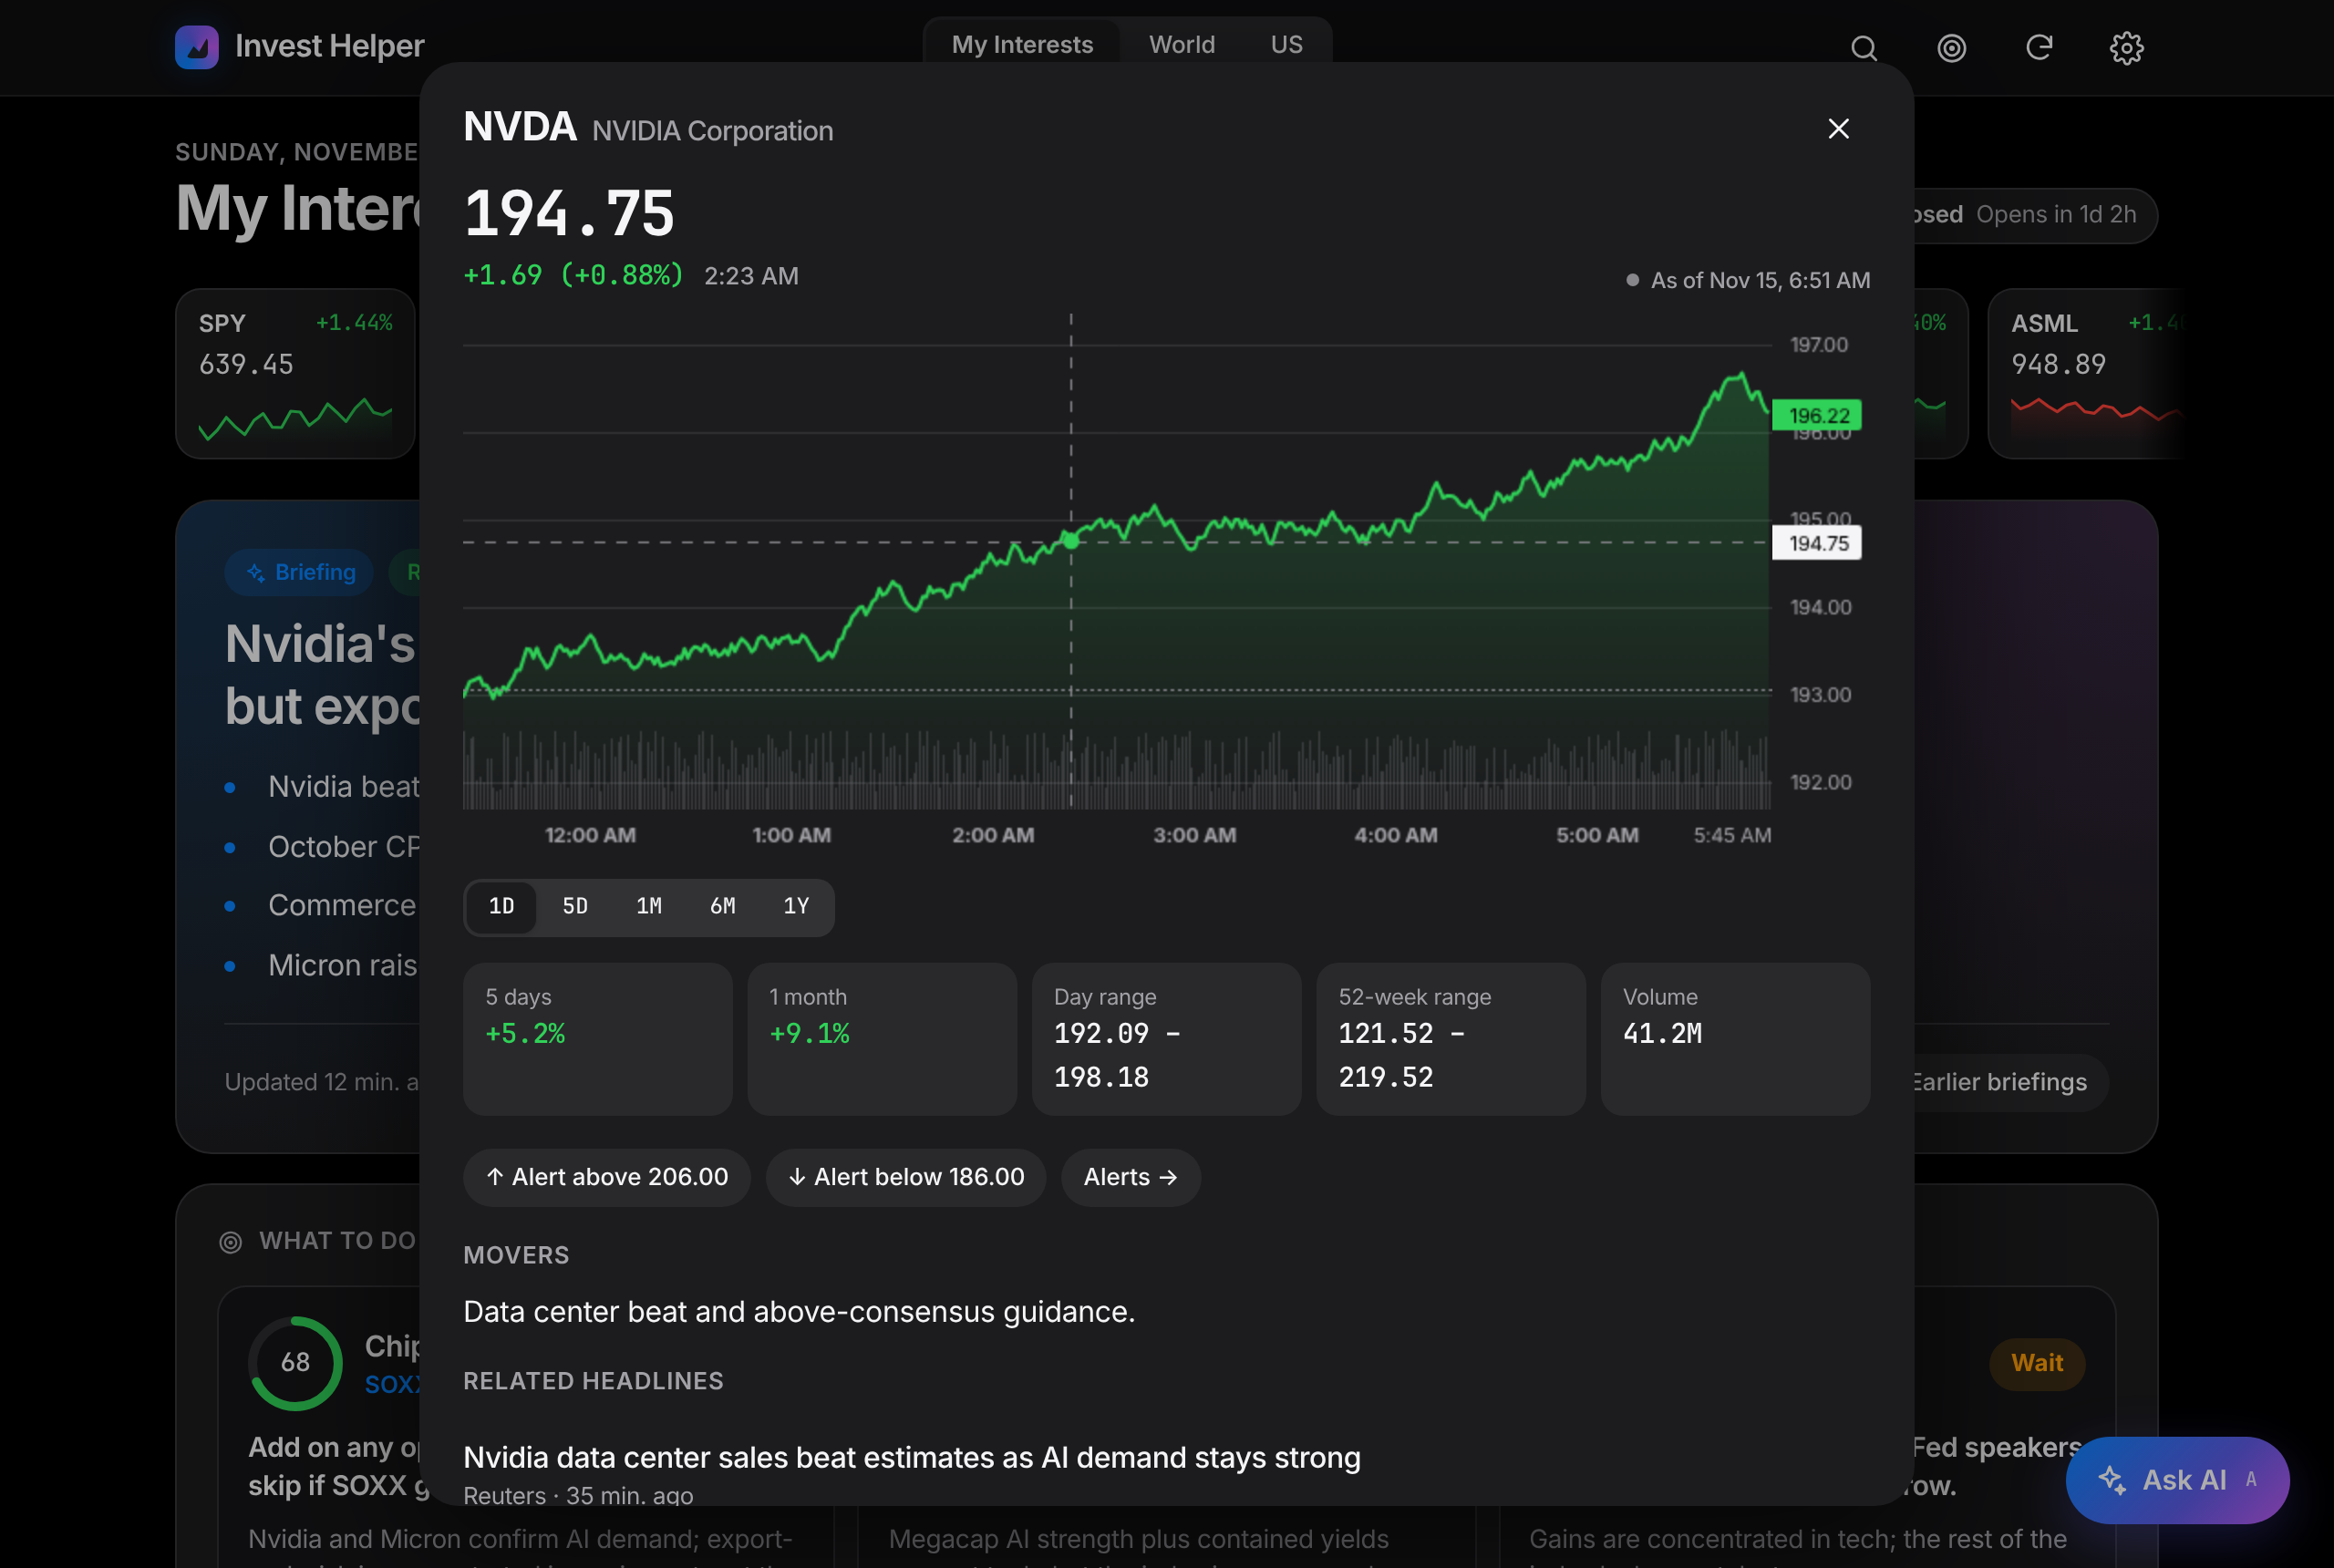 Invest Helper
My Interests World US
SUNDAY, NOVEMBE
My Inter
NVDA NVIDIA Corporation
194.75
+1.69 (+0.88%) 2:23 AM
As of Nov 15, 6:51 AM
osed Opens in 1d 2h
SPY +1.44%
639.45
40%
ASML +1.4
948.89
197.00
196.22
196.00
195.00
194.75
194.00
193.00
192.00
12:00 AM 1:00 AM 2:00 AM 3:00 AM 4:00 AM 5:00 AM 5:45 AM
Briefing R
Nvidia's
but expo
Nvidia beat
October CP
Commerce
Micron rais
Updated 12 min. a
Earlier briefings
1D 5D 1M 6M 1Y
5 days
+5.2%
1 month
+9.1%
Day range
192.09 –
198.18
52-week range
121.52 –
219.52
Volume
41.2M
↑ Alert above 206.00 ↓ Alert below 186.00 Alerts →
MOVERS
Data center beat and above-consensus guidance.
RELATED HEADLINES
Nvidia data center sales beat estimates as AI demand stays strong
Reuters · 35 min. ago
WHAT TO DO
68
Chip
SOXX
Wait
Add on any op
skip if SOXX g
Fed speakers
row.
Nvidia and Micron confirm AI demand; export-
Megacap AI strength plus contained yields
Gains are concentrated in tech; the rest of the
Ask AI A